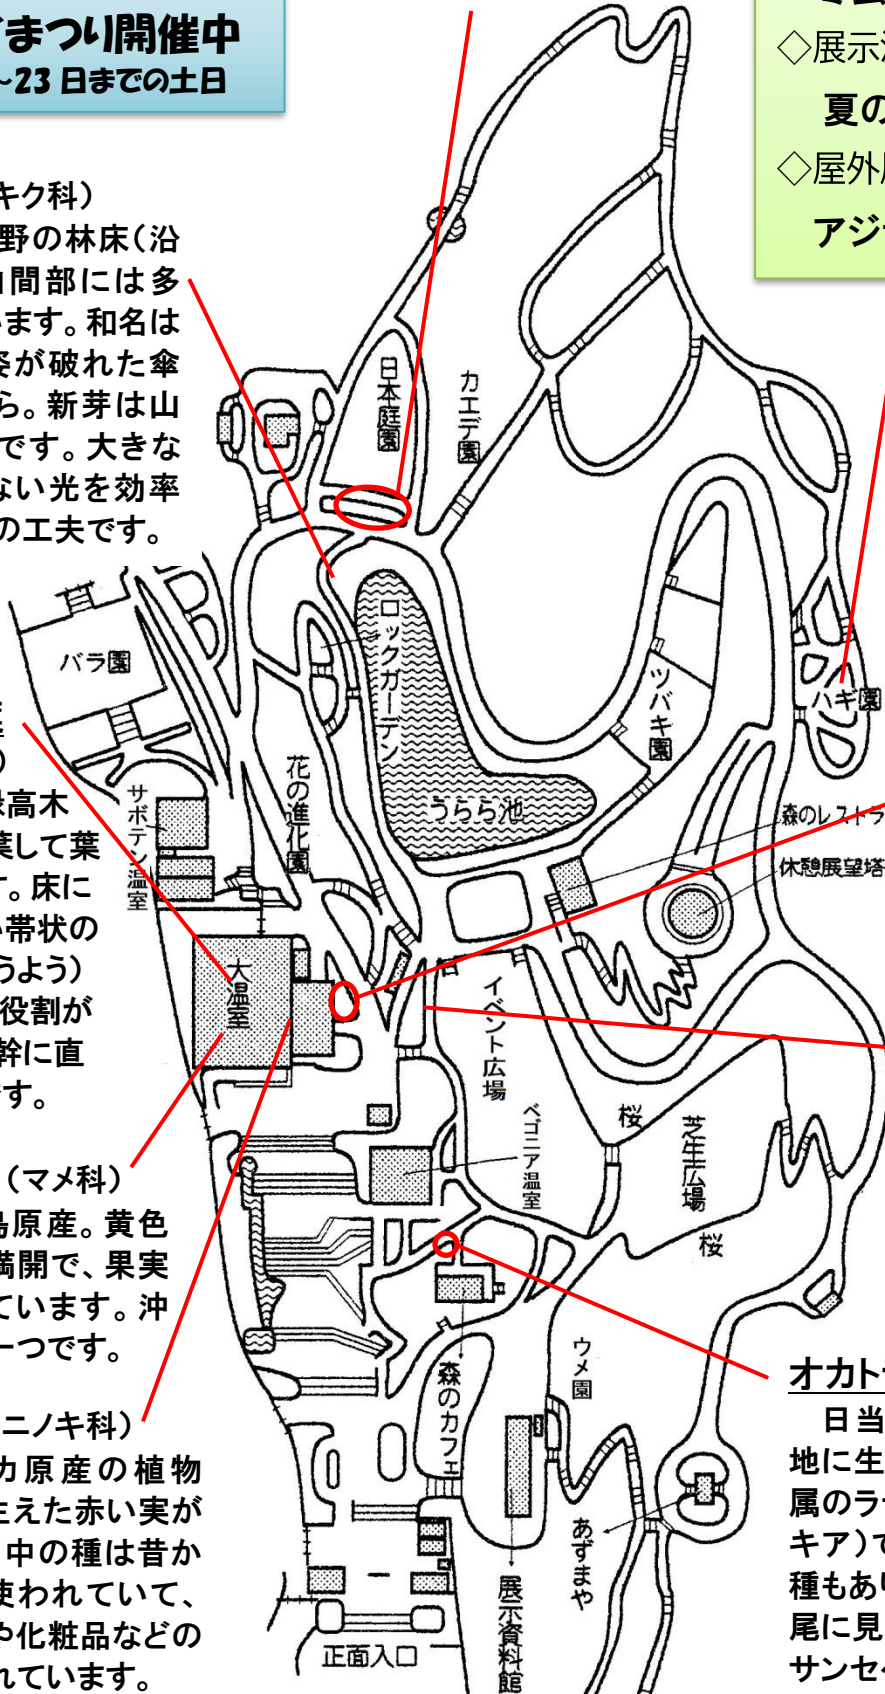 まつり開催中
~23日までの土日
◇展示
夏の
◇屋外
アジ
キク科）
野の林床（沿
間部には多
います。和名は
姿が破れた傘
ら。新芽は山
です。大きな
ない光を効率
の工夫です。
日本庭園
カエデ園
バラ園
ロックガーデン
ツバキ園
ハギ園
）
高木
葉して葉
す。床に
い帯状の
うよう）
役割が
幹に直
です。
サボテン温室
花の進化園
うらら池
森のレストラ
休憩展望塔
大温室
イベント広場
ベゴニア温室
桜
芝生広場
桜
（マメ科）
島原産。黄色
満開で、果実
ています。沖
一つです。
ニノキ科）
カ原産の植物
生えた赤い実が
中の種は昔か
使われていて、
や化粧品などの
れています。
森のカフェ
ウメ園
あずまや
展示資料館
正面入口
オカト
日当
地に生
属のラ
キア）で
種もあり
尾に見
サンセ